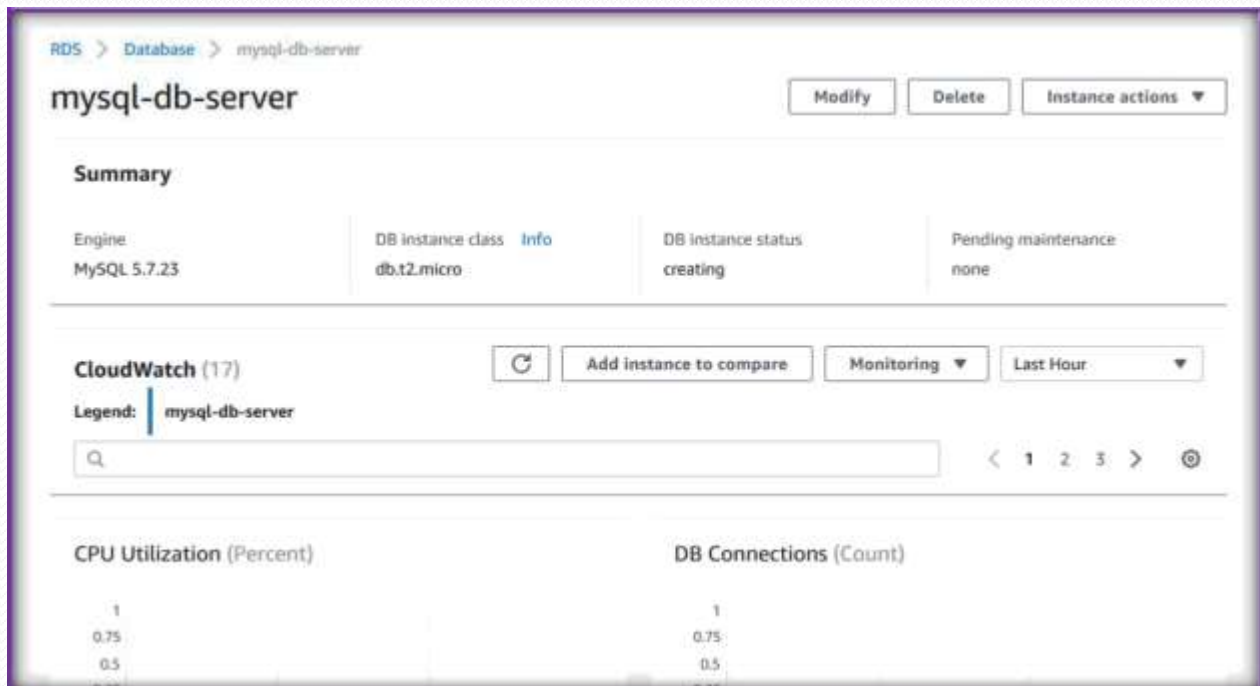 RDS > Database > mysql-db-server
mysql-db-server
Modify Delete Instance actions ▼
Summary
Engine
MySQL 5.7.23
DB instance class Info
db.t2.micro
DB instance status
creating
Pending maintenance
none
CloudWatch (17)
Add instance to compare Monitoring ▼ Last Hour ▼
Legend: mysql-db-server
< 1 2 3 >
CPU Utilization (Percent)
1
0.75
0.5
DB Connections (Count)
1
0.75
0.5